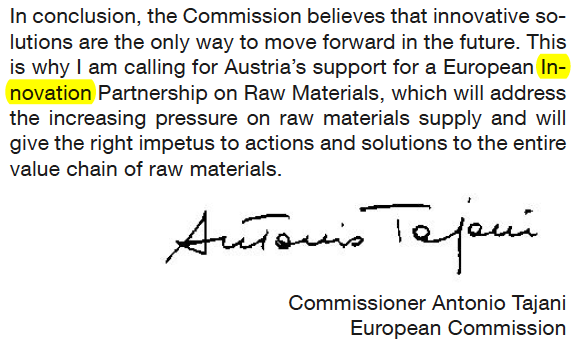 In conclusion, the Commission believes that innovative so-
lutions are the only way to move forward in the future. This
is why I am calling for Austria's support for a European In-
novation Partnership on Raw Materials, which will address
the increasing pressure on raw materials supply and will
give the right impetus to actions and solutions to the entire
value chain of raw materials.
Antonio Tajani
Commissioner Antonio Tajani
European Commission